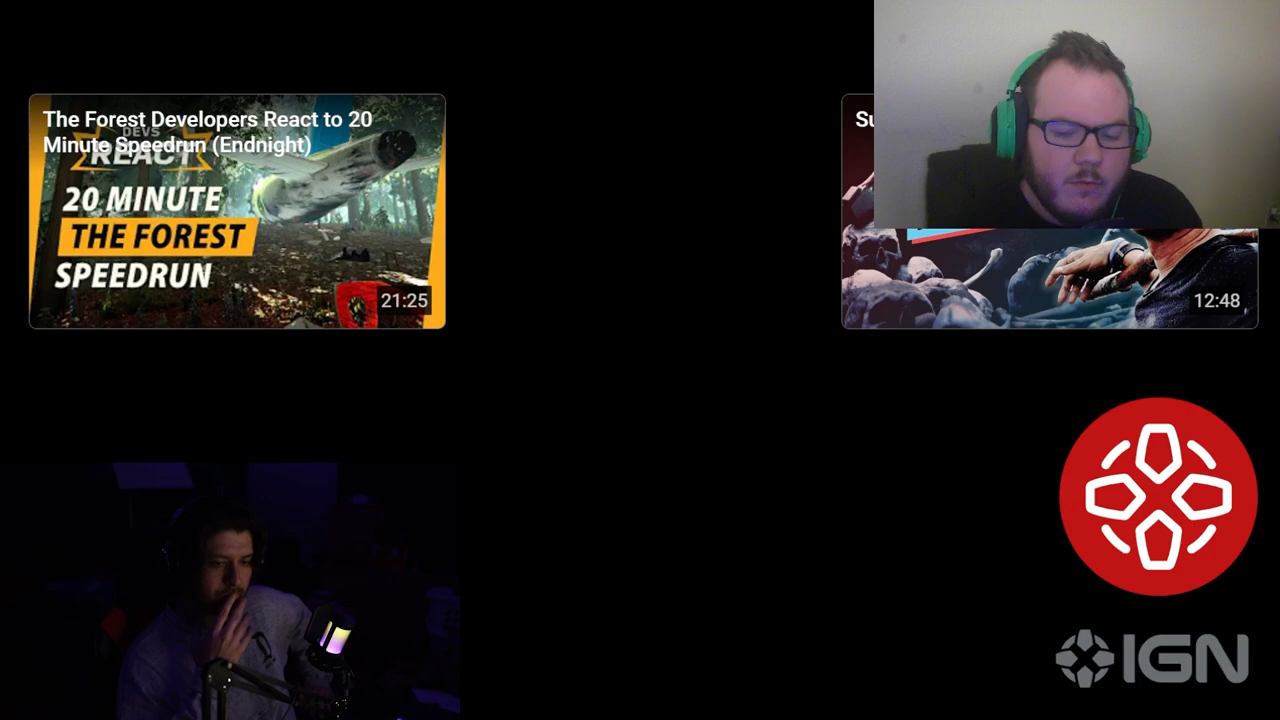 The Forest Developers React to 20
Minute Speedrun (Endnight)
DEVS
REACT
20 MINUTE
THE FOREST
SPEEDRUN
21:25
Su
12:48
IGN